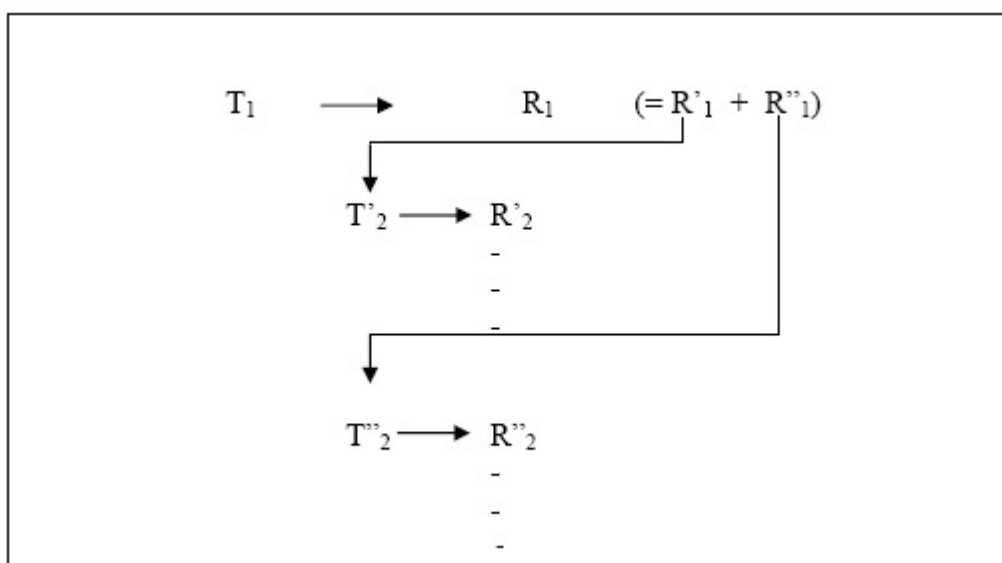 T₁ → R₁ (= R’₁ + R”₁)
T’₂ → R’₂
-
-
-
T”₂ → R”₂
-
-
-